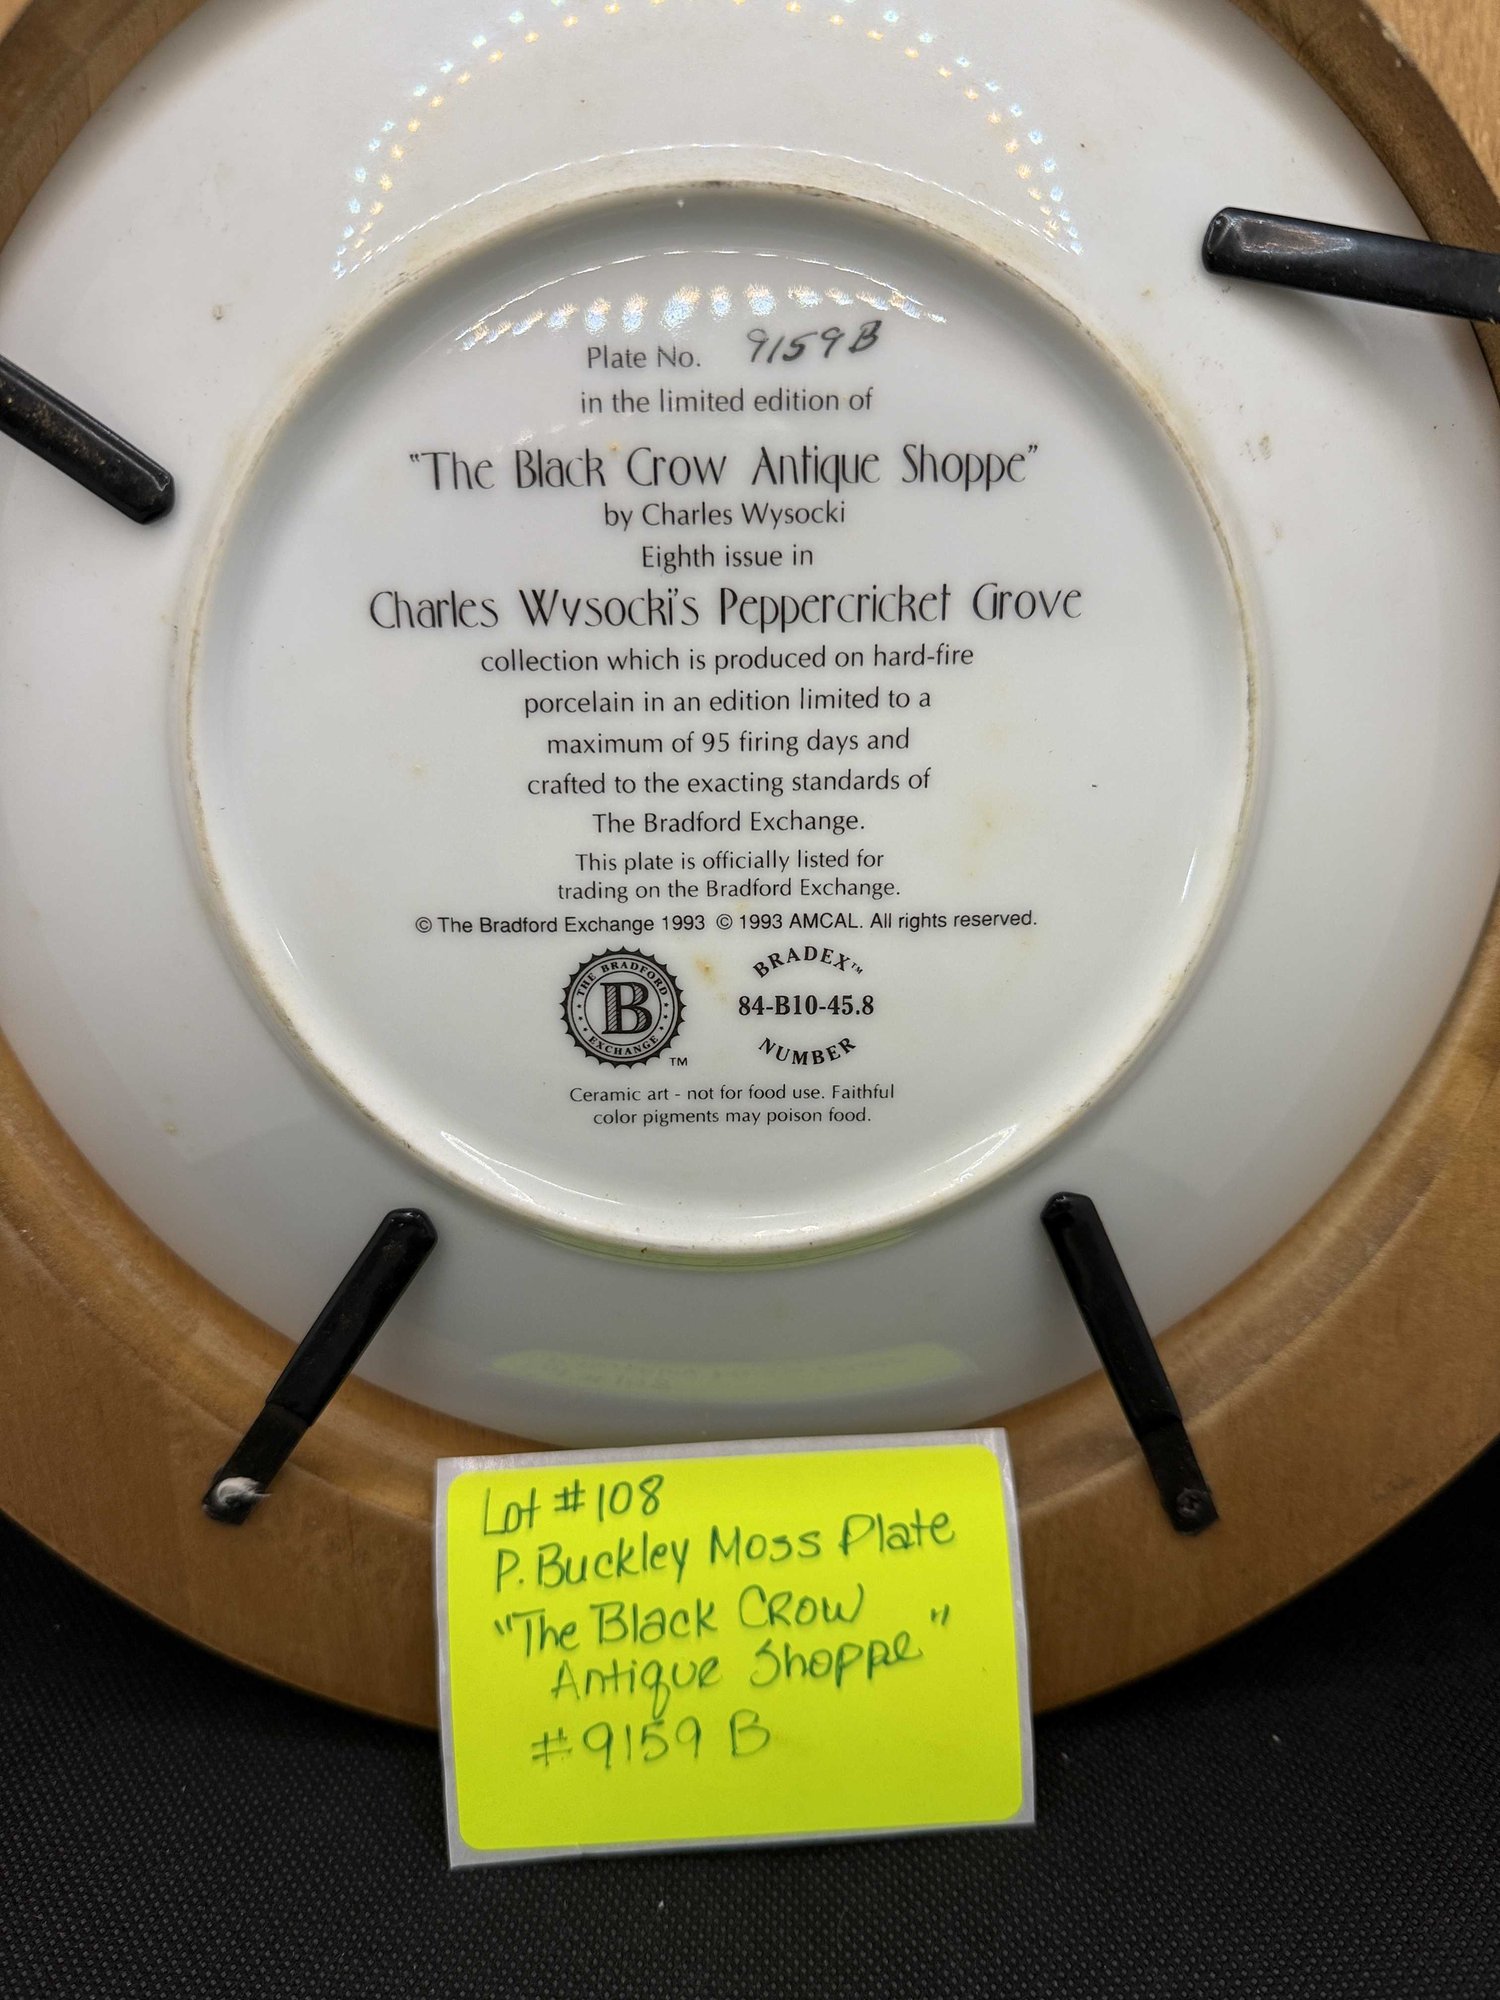 Plate No. 9159B
in the limited edition of
"The Black Crow Antique Shoppe"
by Charles Wysocki
Eighth issue in
Charles Wysocki's Peppercricket Grove
collection which is produced on hard-fire
porcelain in an edition limited to a
maximum of 95 firing days and
crafted to the exacting standards of
The Bradford Exchange.
This plate is officially listed for
trading on the Bradford Exchange.
© The Bradford Exchange 1993 © 1993 AMCAL. All rights reserved.
THE BRADFORD
B
EXCHANGE
TM
BRADEX™
84-B10-45.8
NUMBER
Ceramic art - not for food use. Faithful
color pigments may poison food.
Lot #108
P. Buckley Moss Plate
"The Black CROW
Antique Shoppe"
#9159 B